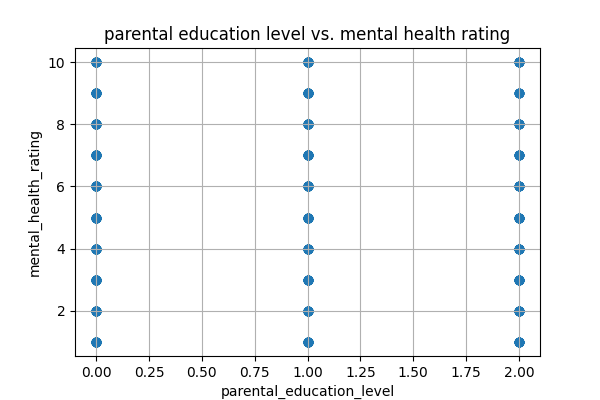 parental education level vs. mental health rating
10
8
6
4
2
mental_health_rating
0.00 0.25 0.50 0.75 1.00 1.25 1.50 1.75 2.00
parental_education_level